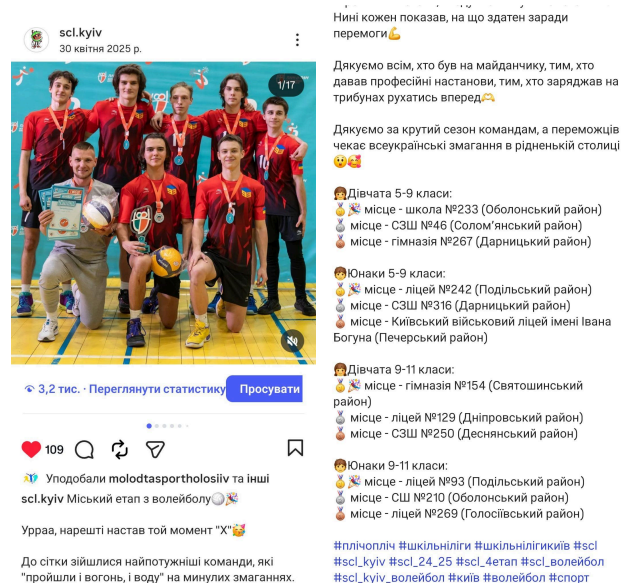 scl.kyiv
30 квітня 2025 р.
1/17
3,2 тис. · Переглянути статистику
Просувати
109
Уподобали molodtasportholosiiv та інші
scl.kyiv Міський етап з волейболу🏐🎉
Урраа, нарешті настав той момент "Х"🥰
До сітки зійшлися найпотужніші команди, які
"пройшли і вогонь, і воду" на минулих змаганнях.
Нині кожен показав, на що здатен заради
перемоги💪
Дякуємо всім, хто був на майданчику, тим, хто
давав професійні настанови, тим, хто заряджав на
трибунах рухатись вперед🫶
Дякуємо за крутий сезон командам, а переможців
чекає всеукраїнські змагання в рідненькій столиці
😲🥰
👧Дівчата 5-9 класи:
🥇🎉 місце - школа №233 (Оболонський район)
🥈 місце - СЗШ №46 (Солом’янський район)
🥉 місце - гімназія №267 (Дарницький район)
🧒Юнаки 5-9 класи:
🥇🎉 місце - ліцей №242 (Подільський район)
🥈 місце - СЗШ №316 (Дарницький район)
🥉 місце - Київський військовий ліцей імені Івана
Богуна (Печерський район)
👧Дівчата 9-11 класи:
🥇🎉 місце - гімназія №154 (Святошинський
район)
🥈 місце - ліцей №129 (Дніпровський район)
🥉 місце - СЗШ №250 (Деснянський район)
🧒Юнаки 9-11 класи:
🥇🎉 місце - ліцей №93 (Подільський район)
🥈 місце - СШ №210 (Оболонський район)
🥉 місце - ліцей №269 (Голосіївський район)
#плічопліч #шкільніліги #шкільнілігикиїв #scl
#scl_kyiv #scl_24_25 #scl_4етап #scl_волейбол
#scl_kyiv_волейбол #київ #волейбол #спорт